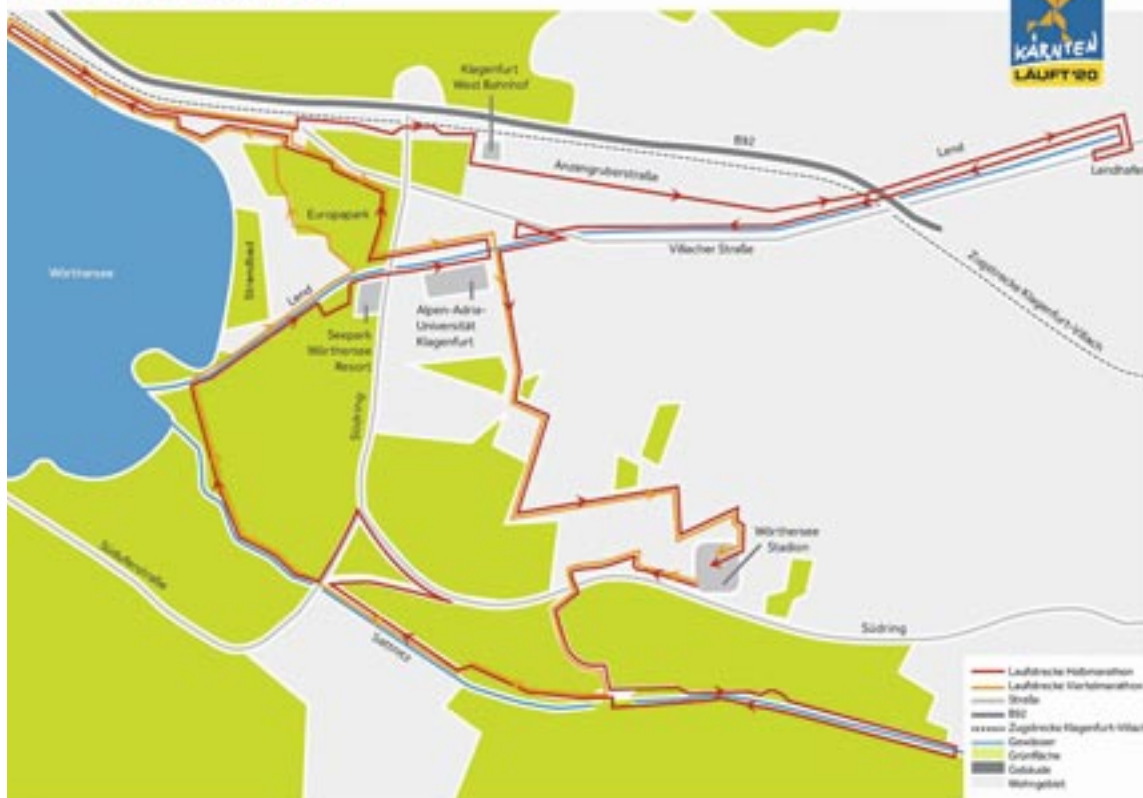 KÄRNTEN
LÄUFT '20
Klagenfurt
West Bahnhof
B92
Land
Lendhafen
Anzengruberstraße
Europapark
Villacher Straße
Wörthersee
Strandbad
Lend
Zugstrecke Klagenfurt-Villach
Alpen-Adria-
Universität
Klagenfurt
Seepark
Wörthersee
Resort
Südring
Wörthersee
Stadion
Süduferstraße
Südring
Sattnitz
Laufstrecke Halbmarathon
Laufstrecke Viertelmarathon
Straße
B92
Zugstrecke Klagenfurt-Villach
Gewässer
Grünfläche
Gebäude
Wohngebiet